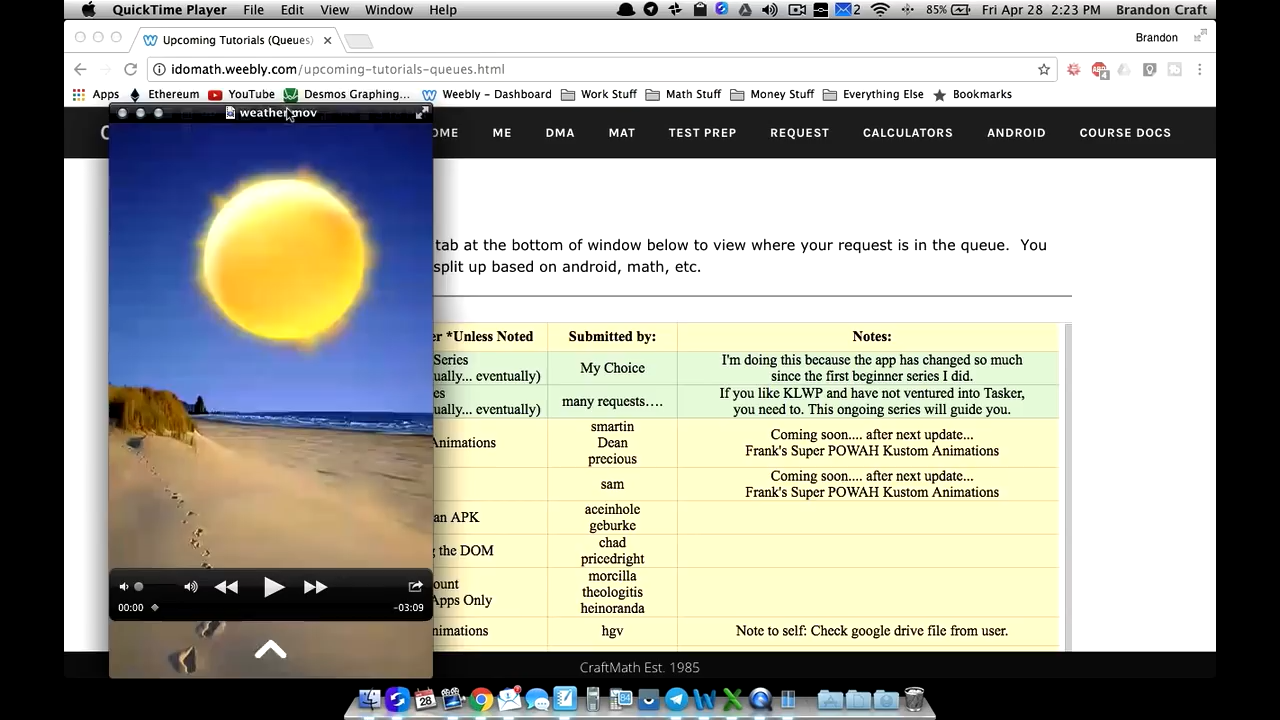 QuickTime Player File Edit View Window Help 2 85% Fri Apr 28 2:23 PM Brandon Craft
Upcoming Tutorials (Queues) Brandon
idomath.weebly.com/upcoming-tutorials-queues.html
4
Apps Ethereum YouTube Desmos Graphing... Weebly - Dashboard Work Stuff Math Stuff Money Stuff Everything Else Bookmarks
weather.mov
OME ME DMA MAT TEST PREP REQUEST CALCULATORS ANDROID COURSE DOCS
tab at the bottom of window below to view where your request is in the queue. You
split up based on android, math, etc.
er *Unless Noted Submitted by: Notes:
Series
ually... eventually) My Choice I'm doing this because the app has changed so much
since the first beginner series I did.
es
ually... eventually) many requests…. If you like KLWP and have not ventured into Tasker,
you need to. This ongoing series will guide you.
Animations smartin
Dean
precious
Coming soon.... after next update...
Frank's Super POWAH Kustom Animations
sam Coming soon.... after next update...
Frank's Super POWAH Kustom Animations
an APK aceinhole
geburke
g the DOM chad
pricedright
ount
Apps Only morcilla
theologitis
heinoranda
nimations hgv Note to self: Check google drive file from user.
00:00 -03:09
CraftMath Est. 1985
28